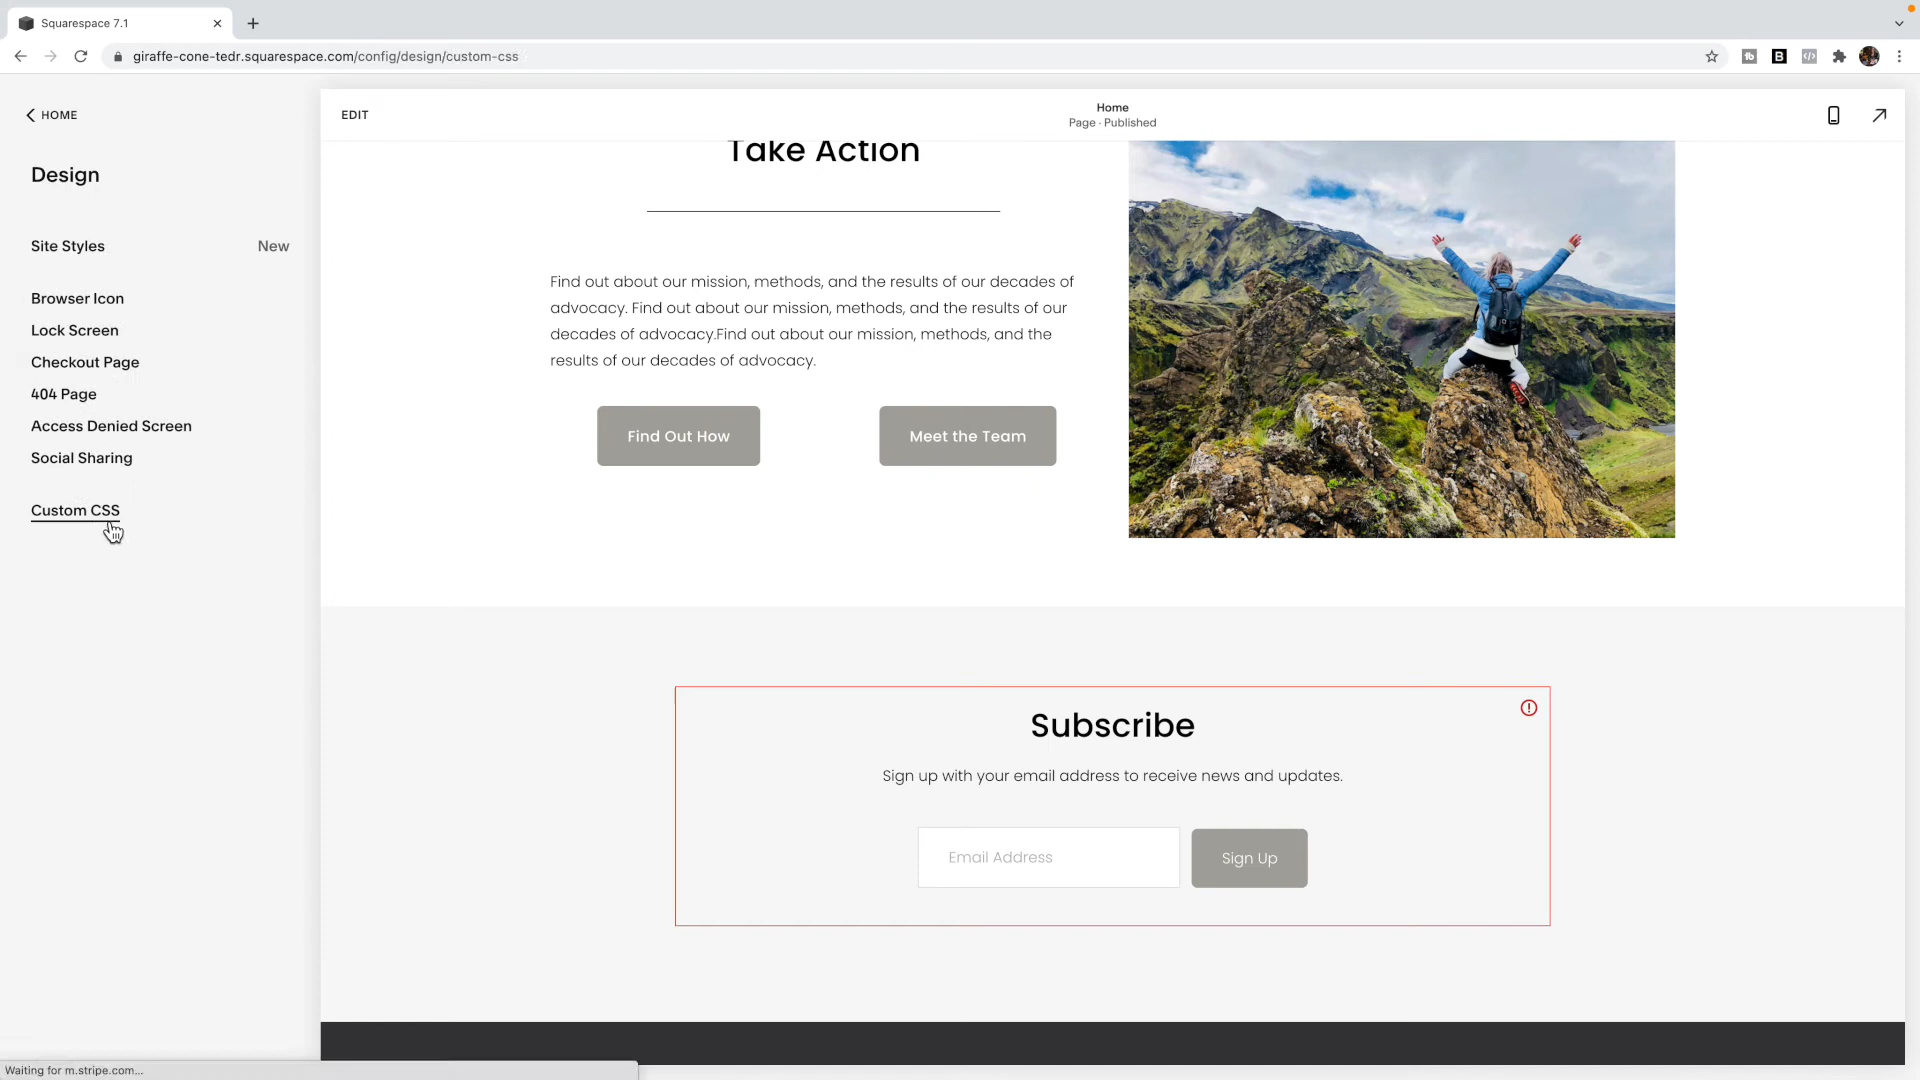 Squarespace 7.1
giraffe-cone-tedr.squarespace.com/config/design/custom-css
HOME
EDIT
Home
Page · Published
Design
Site Styles New
Browser Icon
Lock Screen
Checkout Page
404 Page
Access Denied Screen
Social Sharing
Custom CSS
Take Action
Find out about our mission, methods, and the results of our decades of
advocacy. Find out about our mission, methods, and the results of our
decades of advocacy.Find out about our mission, methods, and the
results of our decades of advocacy.
Find Out How
Meet the Team
Subscribe
Sign up with your email address to receive news and updates.
Email Address
Sign Up
Waiting for m.stripe.com...